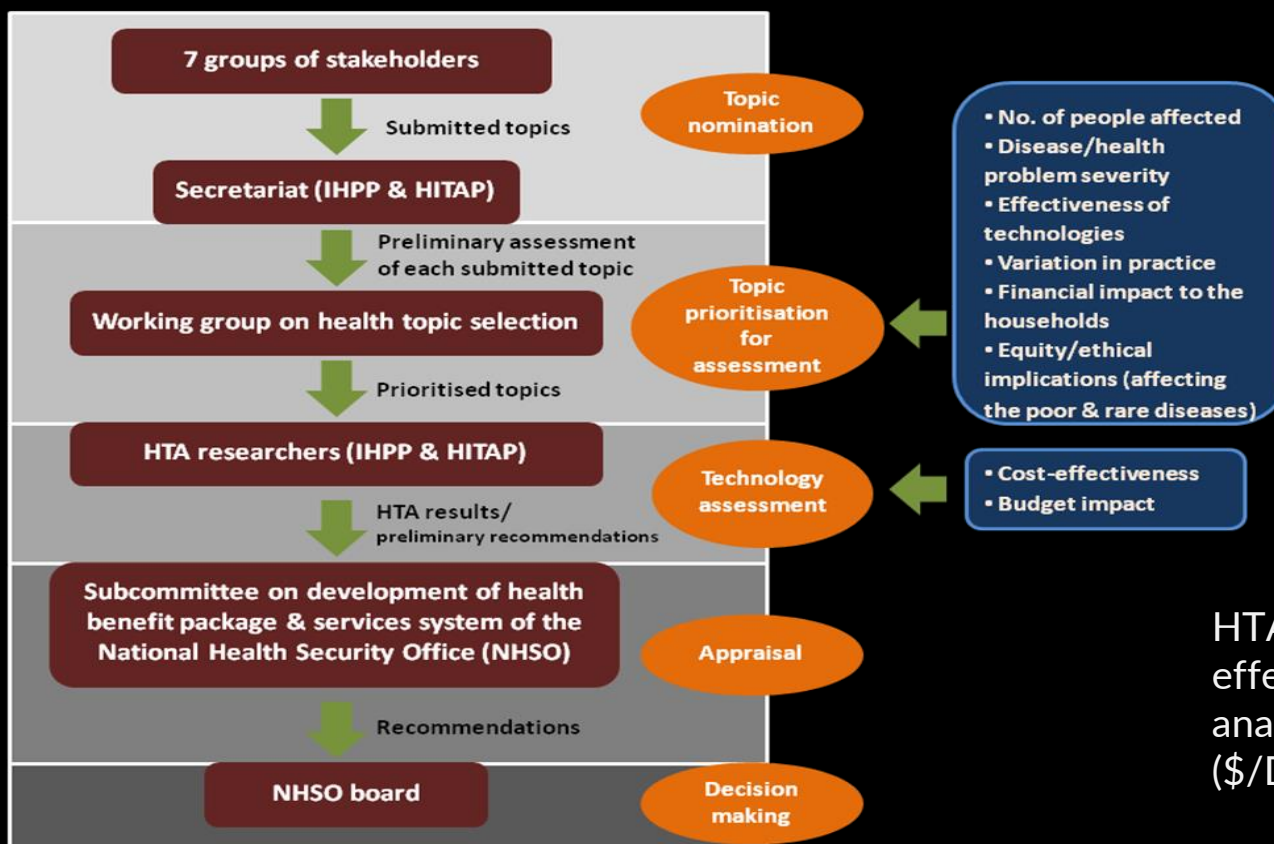 7 groups of stakeholders
Submitted topics
Secretariat (IHPP & HITAP)
Topic
nomination
Preliminary assessment
of each submitted topic
Working group on health topic selection
Prioritised topics
Topic
prioritisation
for
assessment
• No. of people affected
• Disease/health
problem severity
• Effectiveness of
technologies
• Variation in practice
• Financial impact to the
households
• Equity/ethical
implications (affecting
the poor & rare diseases)
HTA researchers (IHPP & HITAP)
HTA results/
preliminary recommendations
Technology
assessment
• Cost-effectiveness
• Budget impact
Subcommittee on development of health
benefit package & services system of the
National Health Security Office (NHSO)
Recommendations
Appraisal
NHSO board
Decision
making
HTA
effe
ana
($/